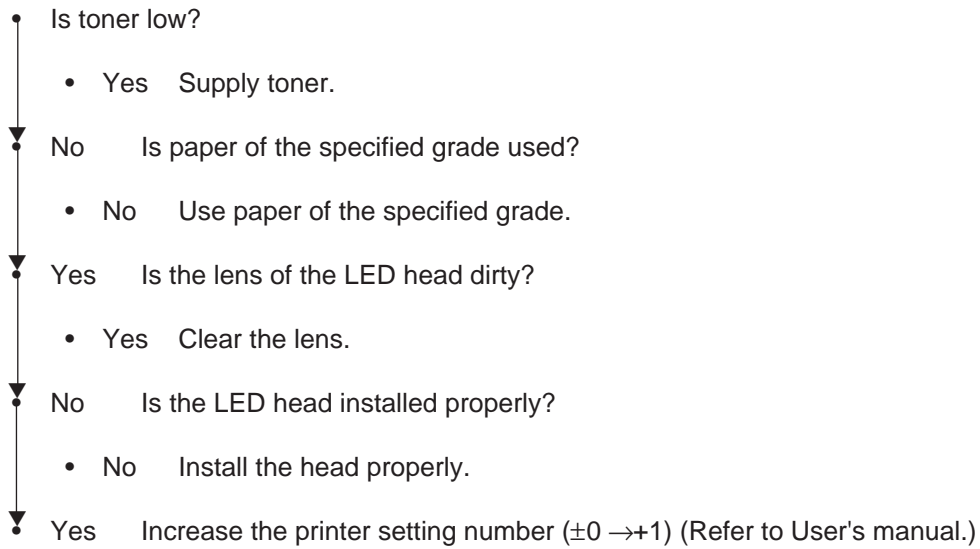 • Is toner low?
• Yes Supply toner.
• No Is paper of the specified grade used?
• No Use paper of the specified grade.
• Yes Is the lens of the LED head dirty?
• Yes Clear the lens.
• No Is the LED head installed properly?
• No Install the head properly.
• Yes Increase the printer setting number (±0 →+1) (Refer to User's manual.)